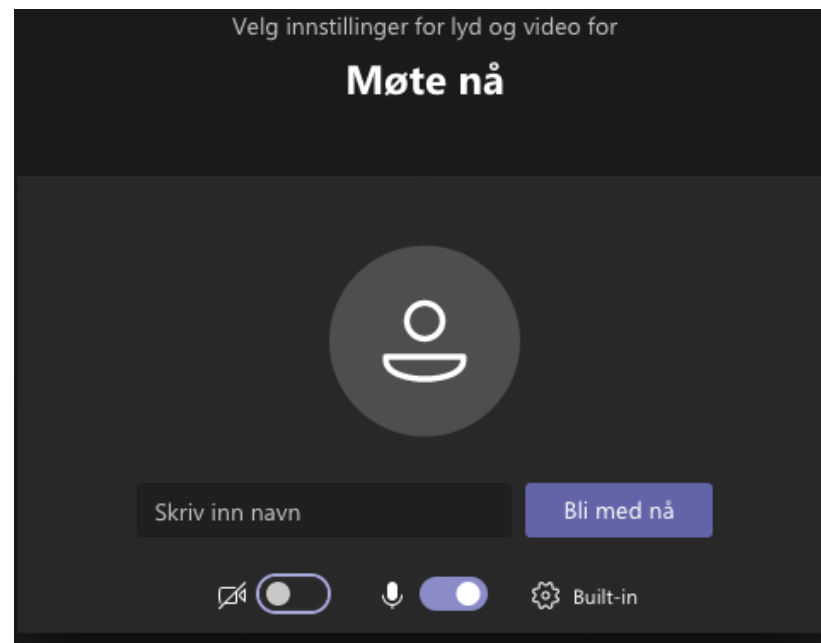 Velg innstillinger for lyd og video for
Møte nå
Skriv inn navn
Bli med nå
Built-in